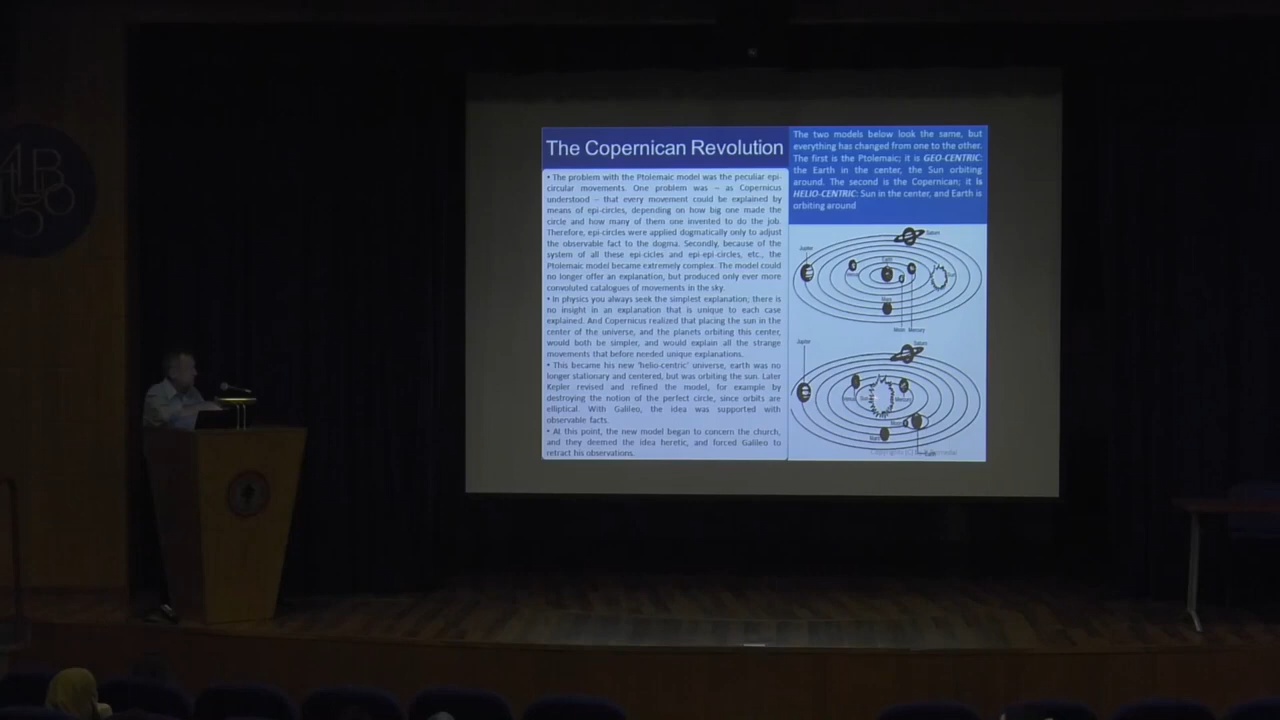 The Copernican Revolution
• The problem with the Ptolemaic model was the peculiar epi-
circular movements. One problem was – as Copernicus
understood – that every movement could be explained by
means of epi-circles, depending on how big one made the
circle and how many of them one invented to do the job.
Therefore, epi-circles were applied dogmatically only to adjust
the observable fact to the dogma. Secondly, because of the
system of all these epi-cicles and epi-epi-circles, etc., the
Ptolemaic model became extremely complex. The model could
no longer offer an explanation, but produced only ever more
convoluted catalogues of movements in the sky.
• In physics you always seek the simplest explanation; there is
no insight in an explanation that is unique to each case
explained. And Copernicus realized that placing the sun in the
center of the universe, and the planets orbiting this center,
would both be simpler, and would explain all the strange
movements that before needed unique explanations.
• This became his new 'helio-centric' universe, earth was no
longer stationary and centered, but was orbiting the sun. Later
Kepler revised and refined the model, for example by
destroying the notion of the perfect circle, since orbits are
elliptical. With Galileo, the idea was supported with
observable facts.
• At this point, the new model began to concern the church,
and they deemed the idea heretic, and forced Galileo to
retract his observations.
The two models below look the same, but
everything has changed from one to the other.
The first is the Ptolemaic; it is GEO-CENTRIC:
the Earth in the center, the Sun orbiting
around. The second is the Copernican; it is
HELIO-CENTRIC: Sun in the center, and Earth is
orbiting around
Saturn
Jupiter
Earth
Venus
Sun
Mars
Moon
Mercury
Jupiter
Saturn
Venus
Sun
Mercury
Moon
Mars
Earth